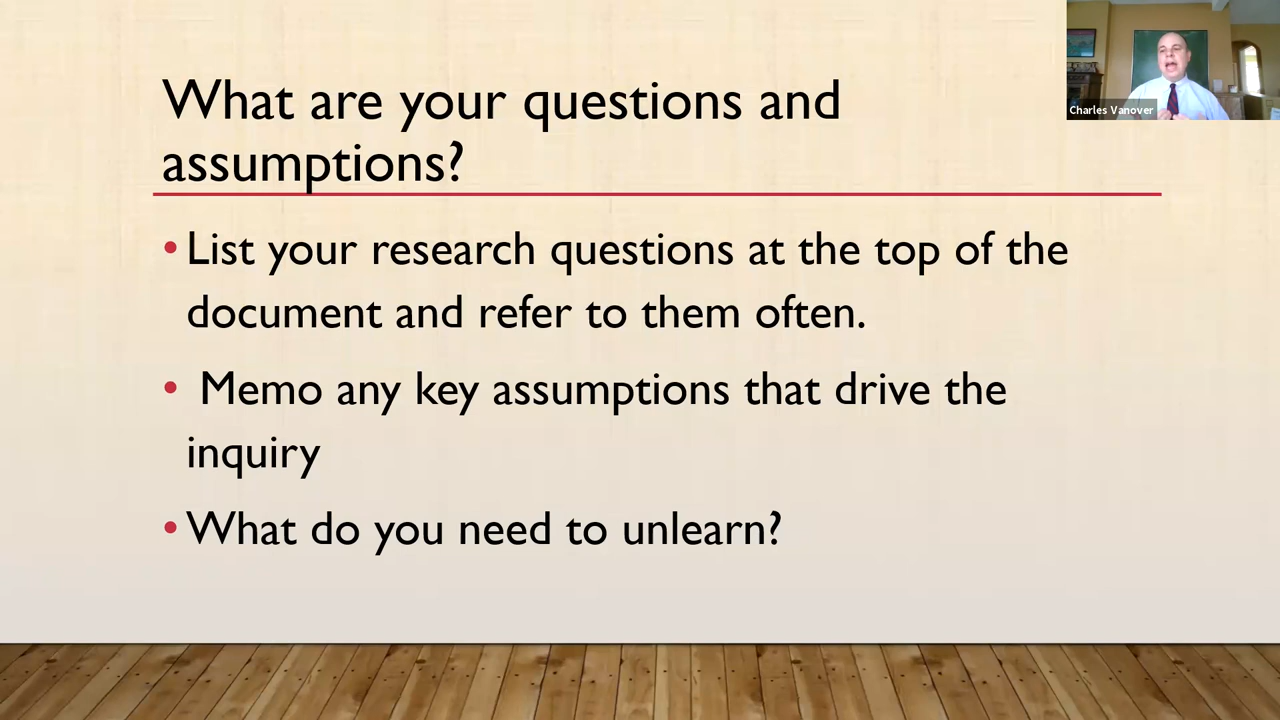 What are your questions and
assumptions?
Charles Vanover
• List your research questions at the top of the
document and refer to them often.
• Memo any key assumptions that drive the
inquiry
• What do you need to unlearn?